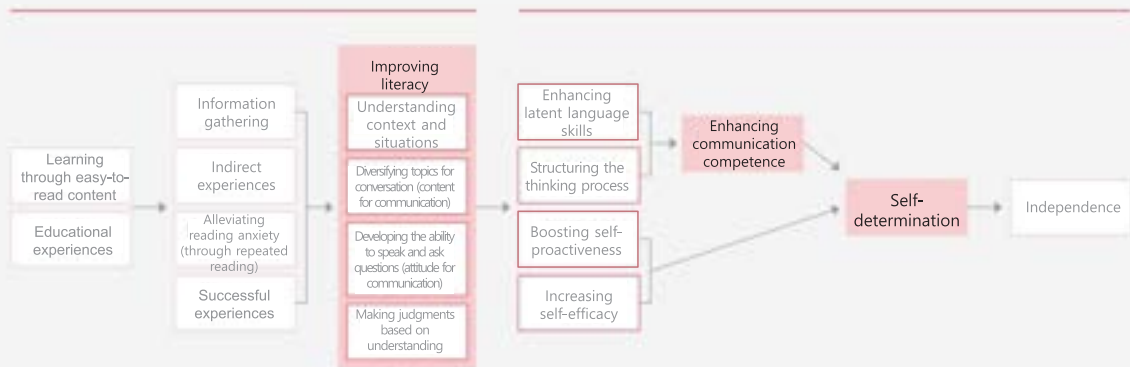 Learning
through easy-to-
read content
Educational
experiences
Information
gathering
Indirect
experiences
Alleviating
reading anxiety
(through repeated
reading)
Successful
experiences
Improving
literacy
Understanding
context and
situations
Diversifying topics
for conversation (content
for communication)
Developing the ability
to speak and ask
questions (attitude for
communication)
Making judgments
based on
understanding
Enhancing
latent language
skills
Structuring the
thinking process
Boosting self-
proactiveness
Increasing
self-efficacy
Enhancing
communication
competence
Self-
determination
Independence